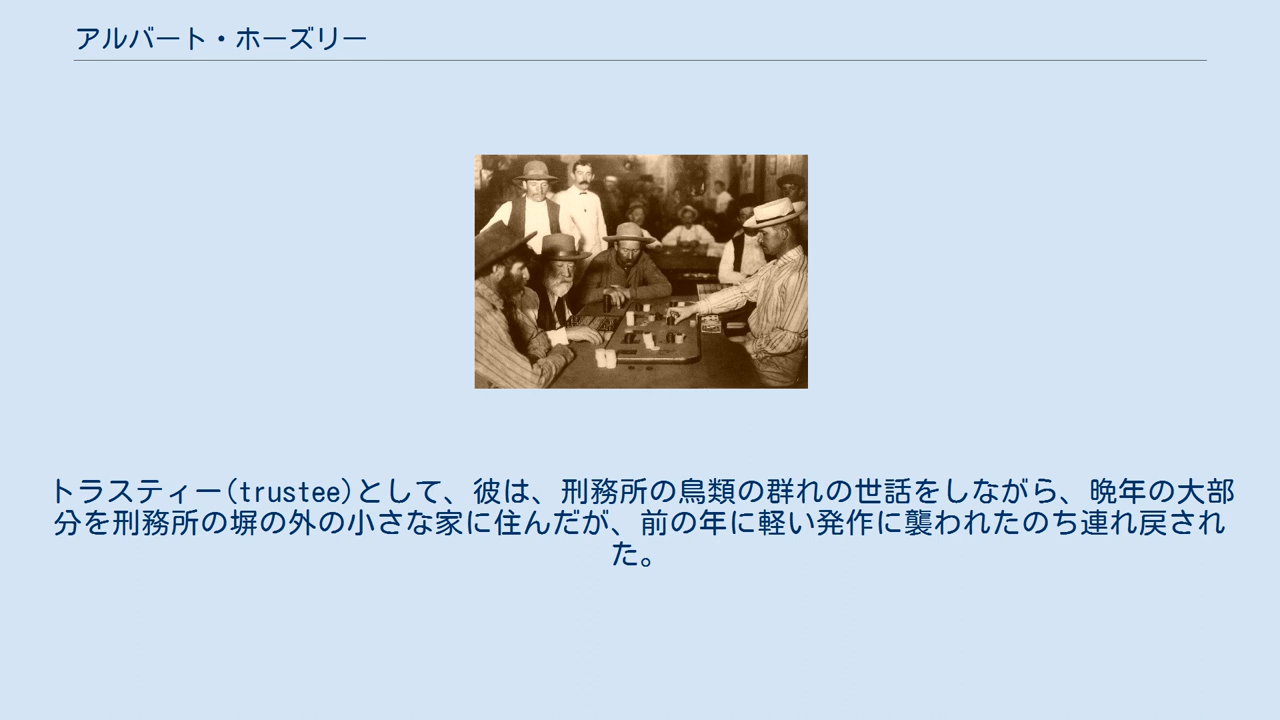 アルバート・ホーズリー
トラスティー(trustee)として、彼は、刑務所の鳥類の群れの世話をしながら、晩年の大部
分を刑務所の塀の外の小さな家に住んだが、前の年に軽い発作に襲われたのち連れ戻され
た。